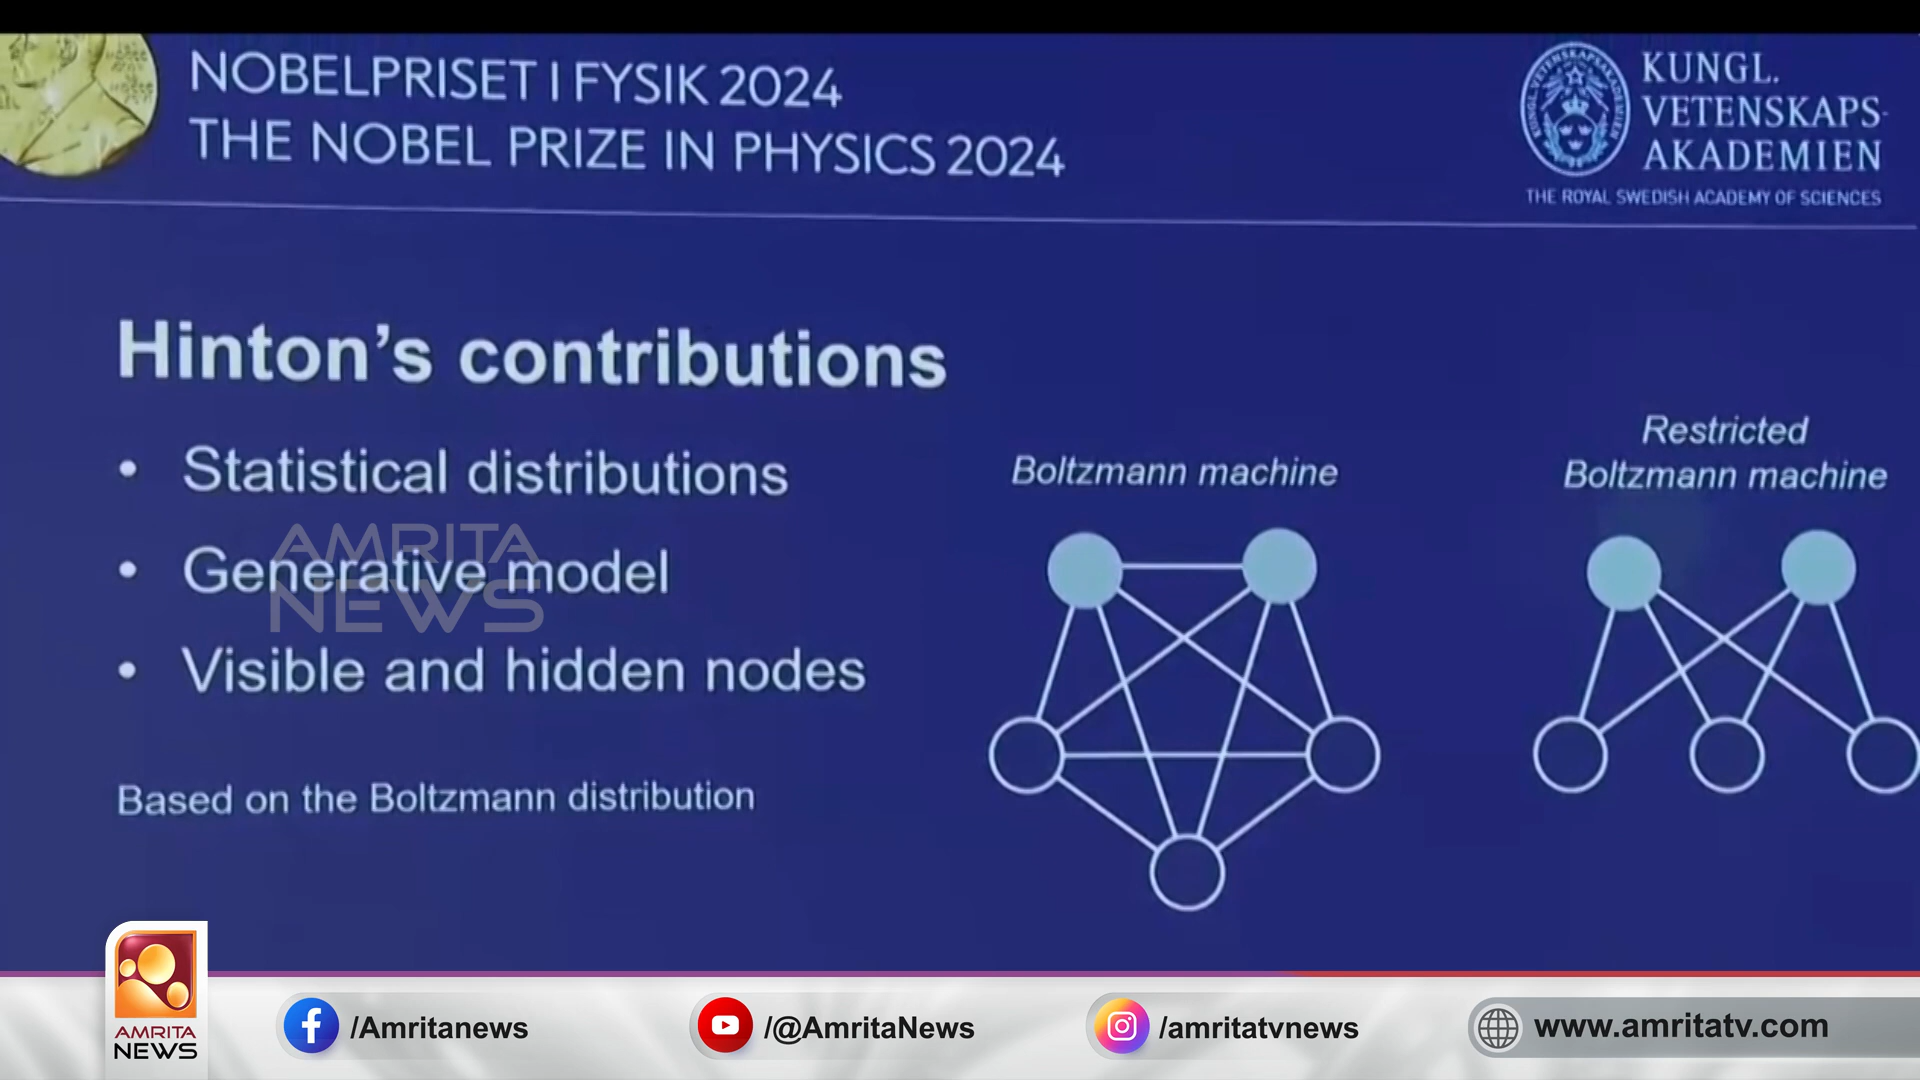 NOBELPRISET I FYSIK 2024
THE NOBEL PRIZE IN PHYSICS 2024
KUNGL.
VETENSKAPS-
AKADEMIEN
THE ROYAL SWEDISH ACADEMY OF SCIENCES
Hinton's contributions
• Statistical distributions
• Generative model
• Visible and hidden nodes
Based on the Boltzmann distribution
Boltzmann machine
Restricted
Boltzmann machine
AMRITA
NEWS
AMRITA
NEWS
/Amritanews
/@AmritaNews
/amritatvnews
www.amritatv.com